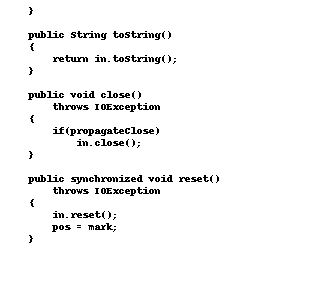 }

public String toString()
{
    return in.toString();
}

public void close()
    throws IOException
{
    if(propagateClose)
        in.close();
}

public synchronized void reset()
    throws IOException
{
    in.reset();
    pos = mark;
}